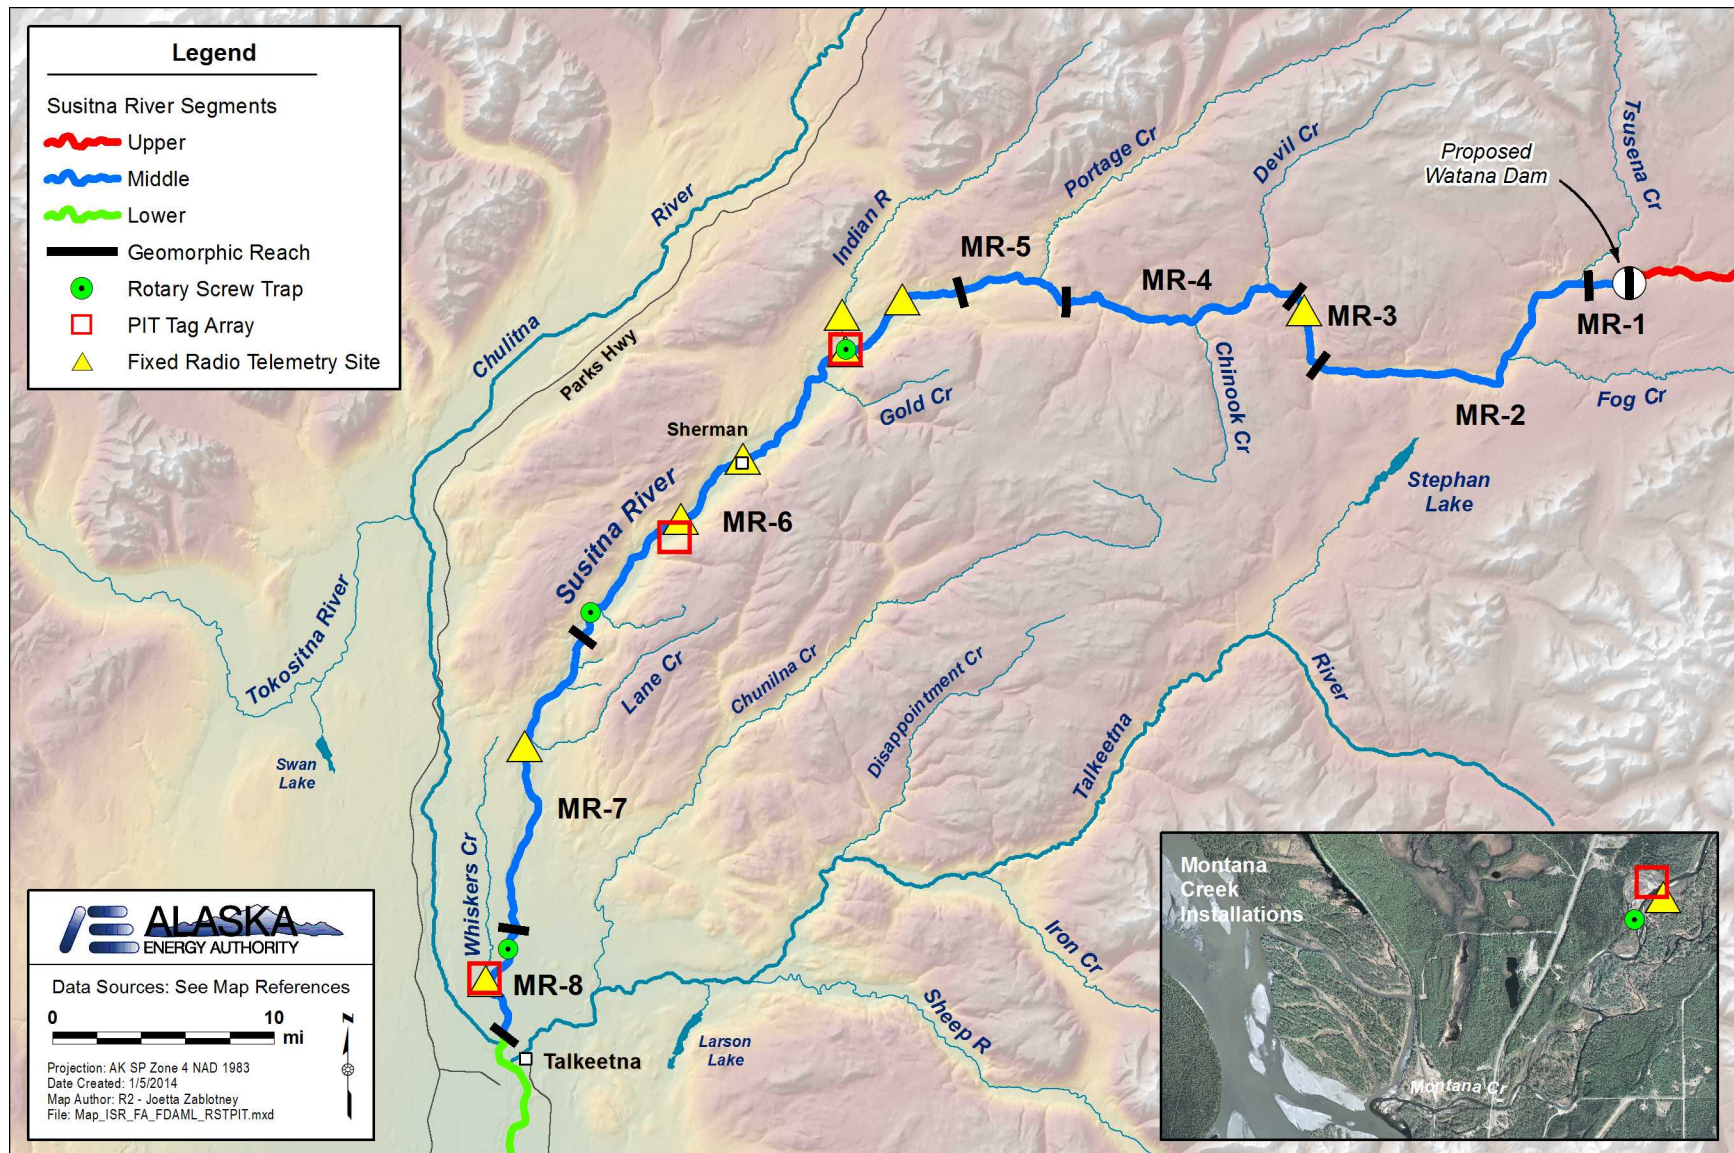 Legend
Susitna River Segments
Upper
Middle
Lower
Geomorphic Reach
Rotary Screw Trap
PIT Tag Array
Fixed Radio Telemetry Site
River
Chulitna
Parks Hwy
Indian R
Portage Cr
Devil Cr
Tsusena Cr
Proposed
Watana Dam
MR-5
MR-4
MR-3
MR-1
MR-2
Fog Cr
Chinook Cr
Gold Cr
Sherman
Stephan
Lake
Susitna River
MR-6
Tokositna River
Swan
Lake
Lane Cr
Chunilna Cr
Disappointment Cr
Talkeetna
River
MR-7
Whiskers Cr
MR-8
Iron Cr
Sheep R
Larson
Lake
Talkeetna
Montana
Creek
Installations
Montana Cr
ALASKA
ENERGY AUTHORITY
Data Sources: See Map References
0 10
mi
N
Projection: AK SP Zone 4 NAD 1983
Date Created: 1/5/2014
Map Author: R2 - Joetta Zablotney
File: Map_ISR_FA_FDAML_RSTPIT.mxd